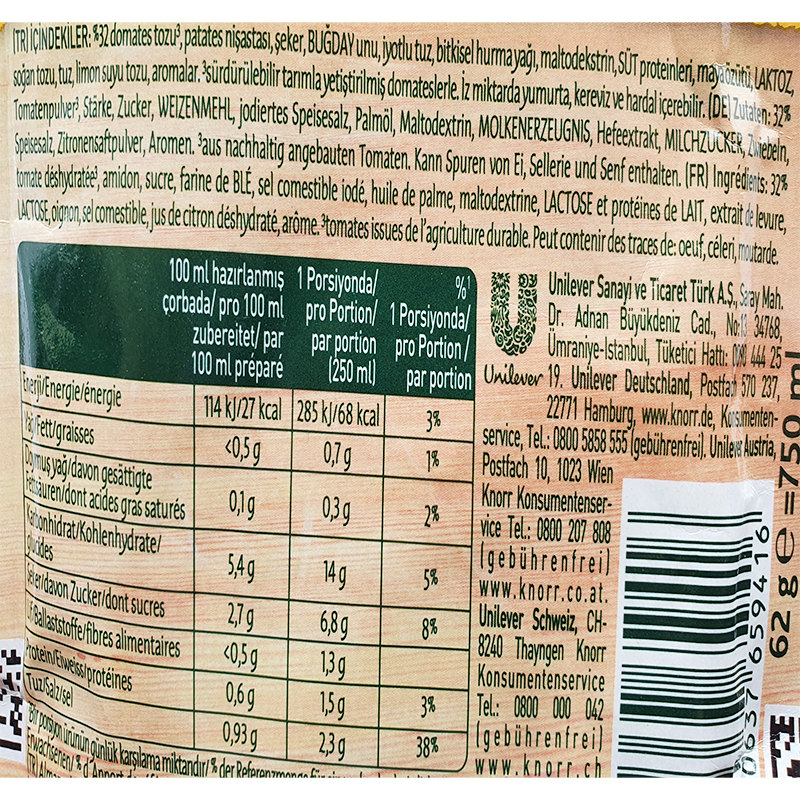 (TR) İÇİNDEKİLER: %32 domates tozu³, patates nişastası, şeker, BUĞDAY unu, iyotlu tuz, bitkisel hurma yağı, maltodekstrin, SÜT proteinleri, maya özütü, LAKTOZ,
soğan tozu, tuz, limon suyu tozu, aromalar. ³sürdürülebilir tarımla yetiştirilmiş domateslerle. İz miktarda yumurta, kereviz ve hardal içerebilir. (DE) Zutaten: 32%
Tomatenpulver³, Stärke, Zucker, WEIZENMEHL, jodiertes Speisesalz, Palmöl, Maltodextrin, MOLKENERZEUGNIS, Hefeextrakt, MILCHZUCKER, Zwiebeln,
Speisesalz, Zitronensaftpulver, Aromen. ³aus nachhaltig angebauten Tomaten. Kann Spuren von Ei, Sellerie und Senf enthalten. (FR) Ingrédients: 32%
tomate déshydratée³, amidon, sucre, farine de BLÉ, sel comestible iodé, huile de palme, maltodextrine, LACTOSE et protéines de LAIT, extrait de levure,
LACTOSE, oignon, sel comestible, jus de citron déshydraté, arôme. ³tomates issues de l'agriculture durable. Peut contenir des traces de: oeuf, céleri, moutarde.
100 ml hazırlanmış
çorbada/ pro 100 ml
zubereitet/ par
100 ml préparé
1 Porsiyonda/
pro Portion/
par portion
(250 ml)
%¹
1 Porsiyonda/
pro Portion /
par portion
Enerji/Energie/énergie 114 kJ/27 kcal 285 kJ/68 kcal 3%
Yağ/Fett/graisses <0,5 g 0,7 g 1%
Doymuş yağ/davon gesättigte
Fettsäuren/dont acides gras saturés 0,1 g 0,3 g 2%
Karbonhidrat/Kohlenhydrate/
glucides 5,4 g 14 g 5%
Şeker/davon Zucker/dont sucres 2,7 g 6,8 g 8%
Lif/Ballaststoffe/fibres alimentaires <0,5 g 1,3 g
Protein/Eiweiss/protéines 0,6 g 1,5 g 3%
Tuz/Salz/sel 0,93 g 2,3 g 38%
¹Bir porsiyon ürünün günlük karşılama miktarıdır/ % der Referenzmenge
Erwachsenen/ % d'Apport
(TR)
Unilever
Unilever Sanayi ve Ticaret Türk A.Ş., Saray Mah.
Dr. Adnan Büyükdeniz Cad., No:13 34768,
Ümraniye-İstanbul, Tüketici Hattı: 444 25
19. Unilever Deutschland, Postfach 570 237,
22771 Hamburg, www.knorr.de, Konsumenten-
service, Tel.: 0800 5858 555 (gebührenfrei). Unilever Austria,
Postfach 10, 1023 Wien
Knorr Konsumentenser-
vice Tel.: 0800 207 808
(gebührenfrei)
www.knorr.co.at.
Unilever Schweiz, CH-
8240 Thayngen Knorr
Konsumentenservice
Tel.: 0800 000 042
(gebührenfrei)
www.knorr.ch
0637 659416
62 g e =750 ml